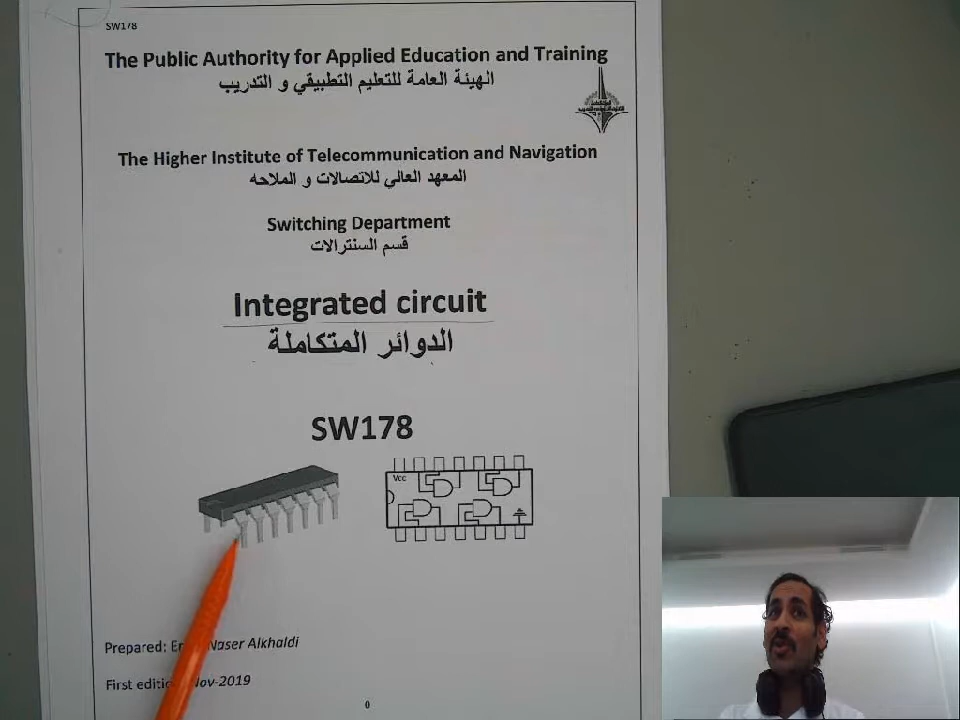 SW178
The Public Authority for Applied Education and Training
الهيئة العامة للتعليم التطبيقي و التدريب
The Higher Institute of Telecommunication and Navigation
المعهد العالي للاتصالات و الملاحه
Switching Department
قسم السنترالات
Integrated circuit
الدوائر المتكاملة
SW178
Vcc
Prepared: Naser Alkhaldi
First Nov-2019
0